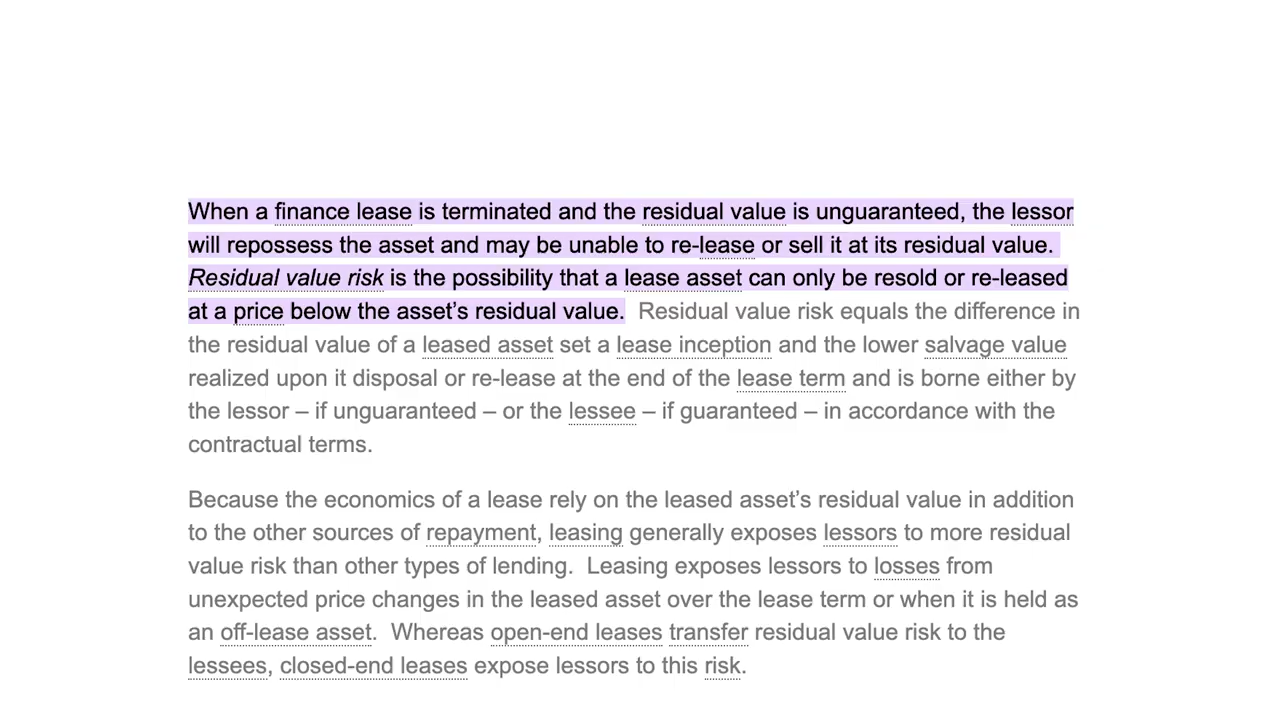 When a finance lease is terminated and the residual value is unguaranteed, the lessor
will repossess the asset and may be unable to re-lease or sell it at its residual value.
Residual value risk is the possibility that a lease asset can only be resold or re-leased
at a price below the asset’s residual value.  Residual value risk equals the difference in
the residual value of a leased asset set a lease inception and the lower salvage value
realized upon it disposal or re-lease at the end of the lease term and is borne either by
the lessor – if unguaranteed – or the lessee – if guaranteed – in accordance with the
contractual terms.
Because the economics of a lease rely on the leased asset’s residual value in addition
to the other sources of repayment, leasing generally exposes lessors to more residual
value risk than other types of lending.  Leasing exposes lessors to losses from
unexpected price changes in the leased asset over the lease term or when it is held as
an off-lease asset.  Whereas open-end leases transfer residual value risk to the
lessees, closed-end leases expose lessors to this risk.